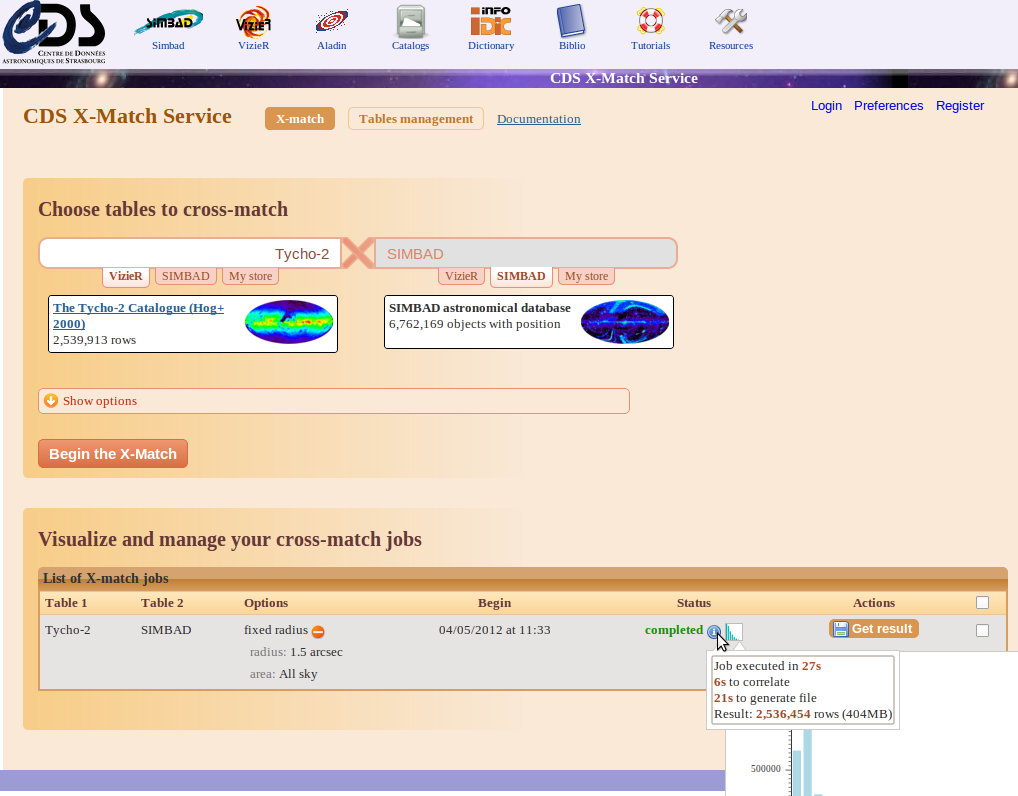 CDS
CENTRE DE DONNÉES
ASTRONOMIQUES DE STRASBOURG
SIMBAD
VIZIER
INFO
DIC
Simbad
VizieR
Aladin
Catalogs
Dictionary
Biblio
Tutorials
Resources
CDS X-Match Service
CDS X-Match Service
X-match
Tables management
Documentation
Login
Preferences
Register
Choose tables to cross-match
Tycho-2
SIMBAD
VizieR
SIMBAD
My store
VizieR
SIMBAD
My store
The Tycho-2 Catalogue (Hog+
2000)
2,539,913 rows
SIMBAD astronomical database
6,762,169 objects with position
Show options
Begin the X-Match
Visualize and manage your cross-match jobs
List of X-match jobs
Table 1
Table 2
Options
Begin
Status
Actions
Tycho-2
SIMBAD
fixed radius
04/05/2012 at 11:33
completed
Get result
radius: 1.5 arcsec
area: All sky
Job executed in 27s
6s to correlate
21s to generate file
Result: 2,536,454 rows (404MB)
500000